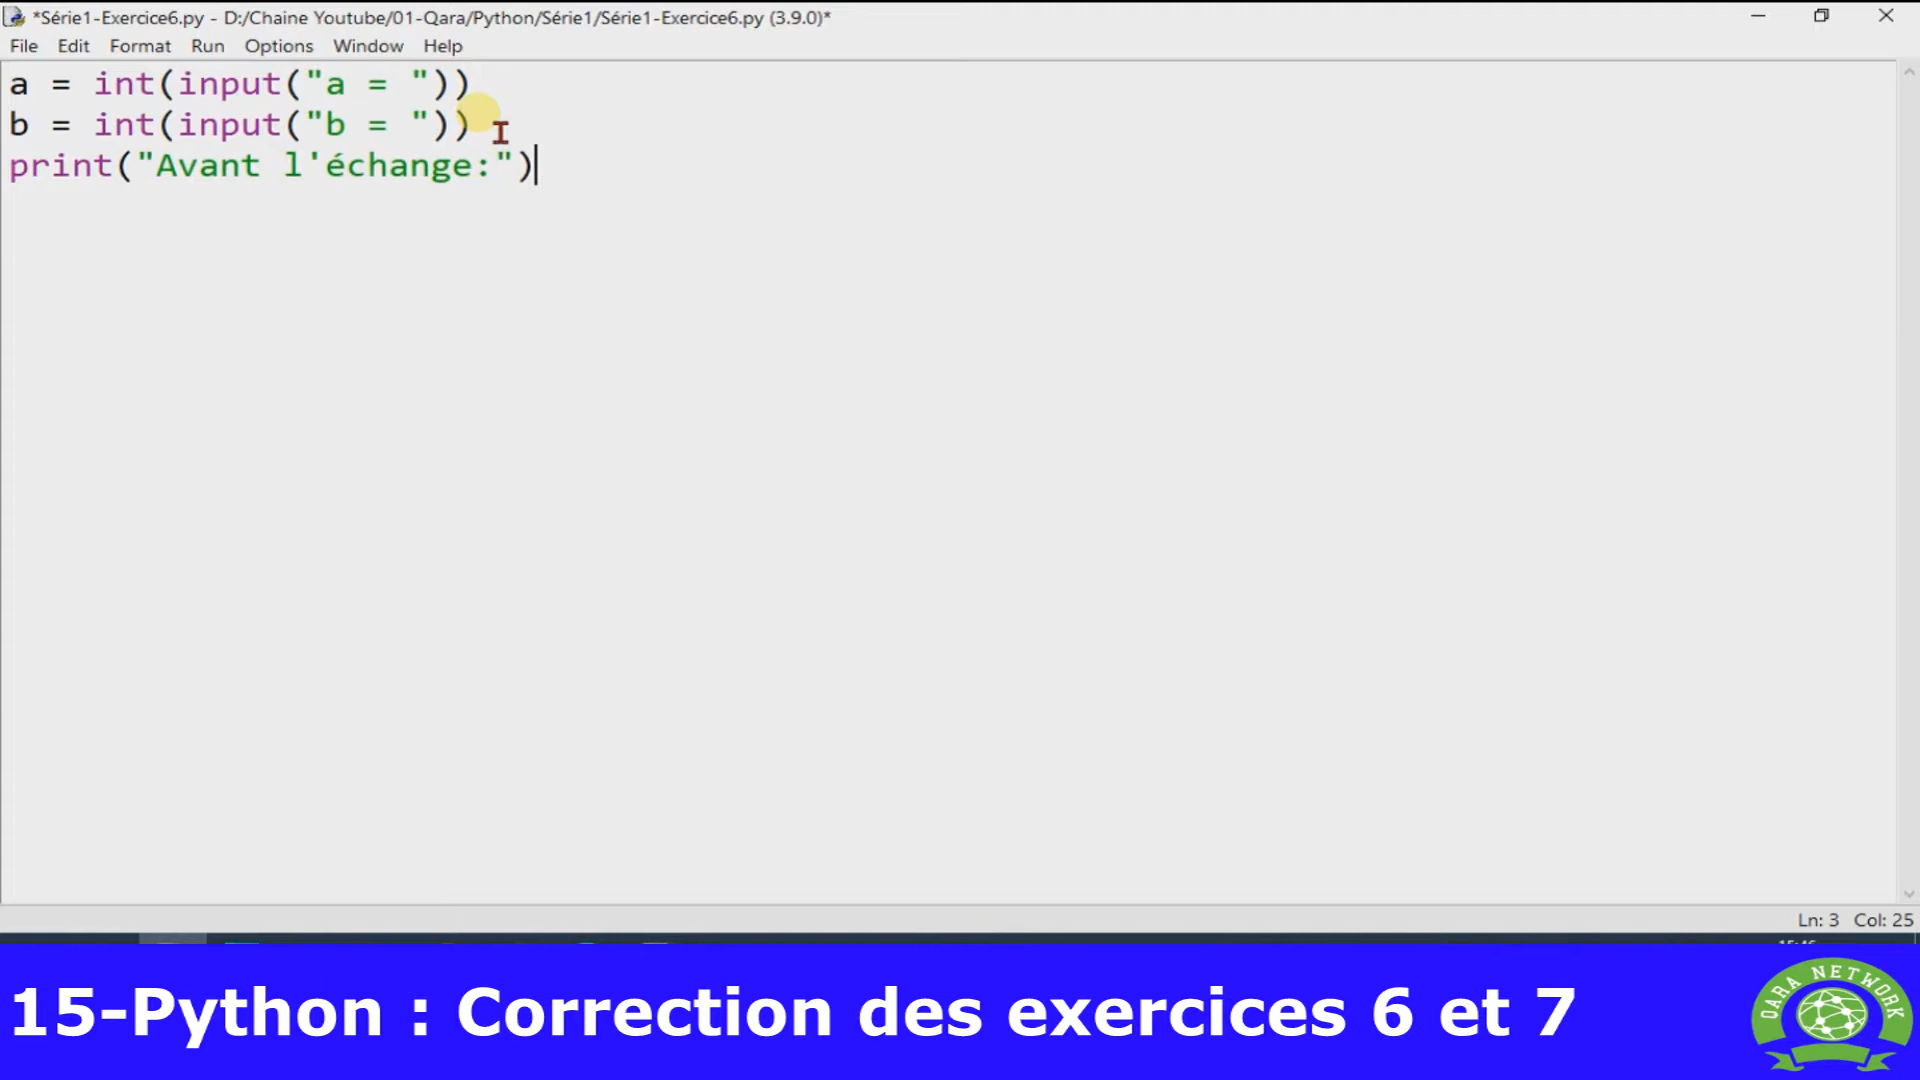 *Série1-Exercice6.py - D:/Chaine Youtube/01-Qara/Python/Série1/Série1-Exercice6.py (3.9.0)*
File Edit Format Run Options Window Help
a = int(input("a = "))
b = int(input("b = "))
print("Avant l'échange:")
Ln: 3 Col: 25
15-Python : Correction des exercices 6 et 7
QARA NETWORK